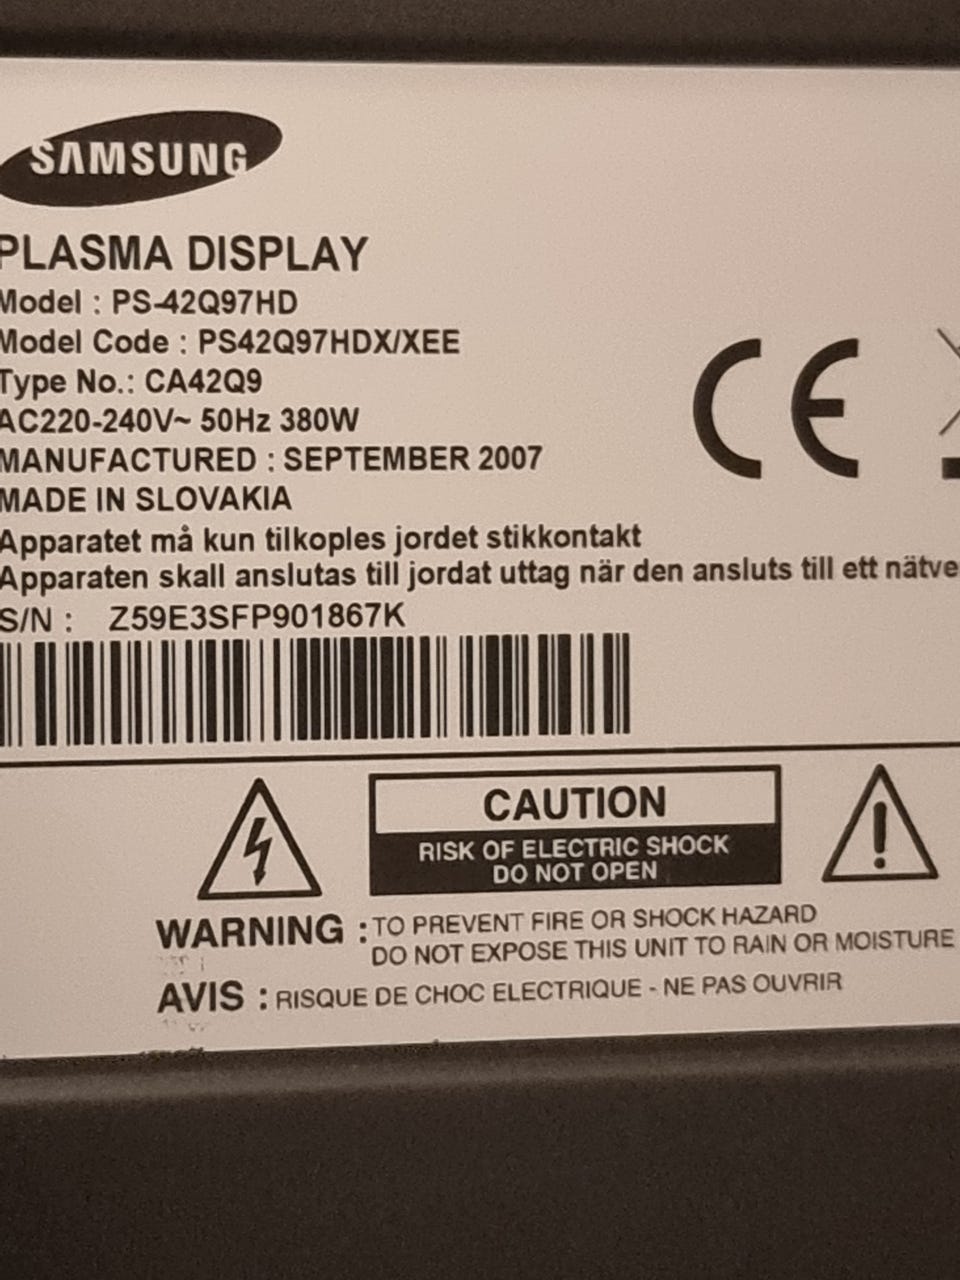 SAMSUNG
PLASMA DISPLAY
Model : PS-42Q97HD
Model Code : PS42Q97HDX/XEE
Type No.: CA42Q9
AC220-240V~ 50Hz 380W
MANUFACTURED : SEPTEMBER 2007
MADE IN SLOVAKIA
CE
Apparatet må kun tilkoples jordet stikkontakt
Apparaten skall anslutas till jordat uttag när den ansluts till ett nätve
S/N : Z59E3SFP901867K
CAUTION
RISK OF ELECTRIC SHOCK
DO NOT OPEN
WARNING : TO PREVENT FIRE OR SHOCK HAZARD
DO NOT EXPOSE THIS UNIT TO RAIN OR MOISTURE
AVIS : RISQUE DE CHOC ELECTRIQUE - NE PAS OUVRIR